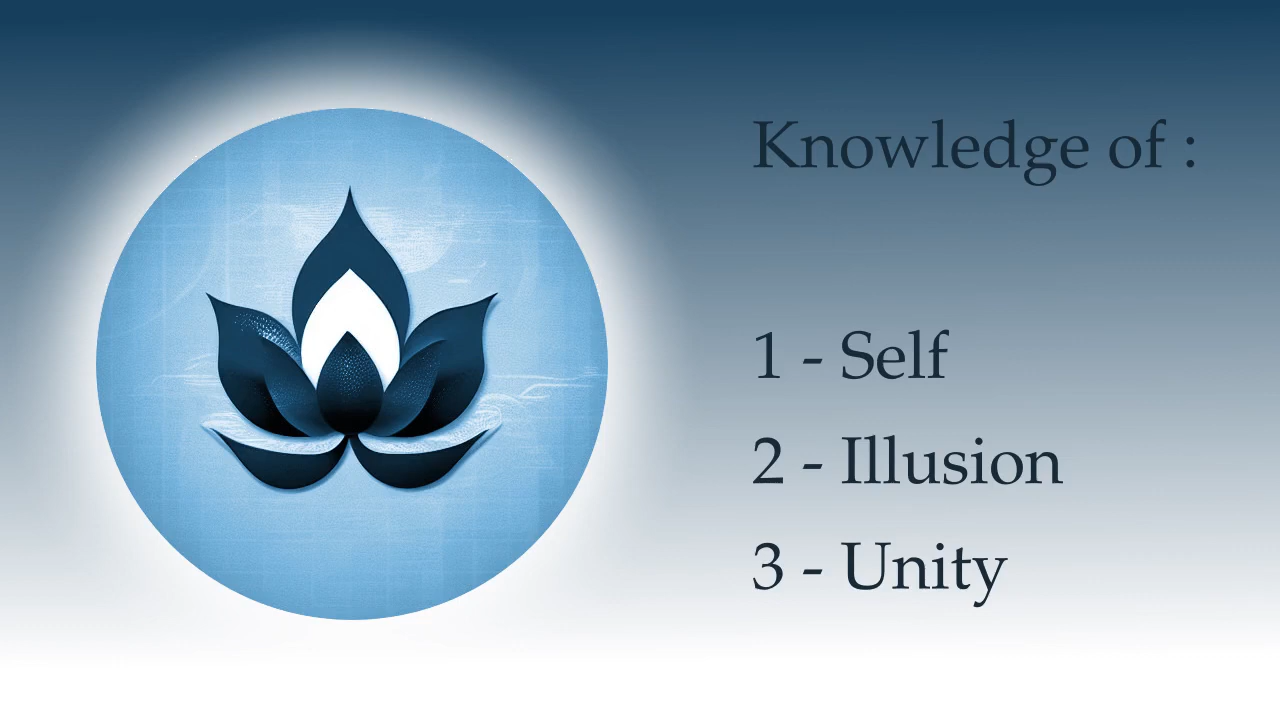 Knowledge of :
1 - Self
2 - Illusion
3 - Unity